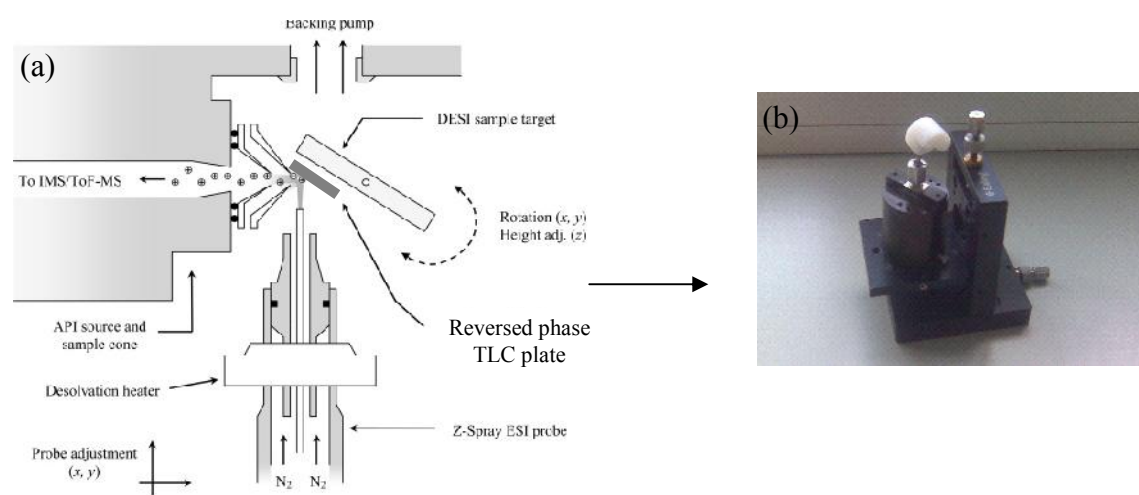 Backing pump
(a)
DESI sample target
To IMS/ToF-MS
C
Rotation (x, y)
Height adj. (z)
API source and
sample cone
Reversed phase
TLC plate
Desolvation heater
Z-Spray ESI probe
Probe adjustment
(x, y)
N2 N2
(b)